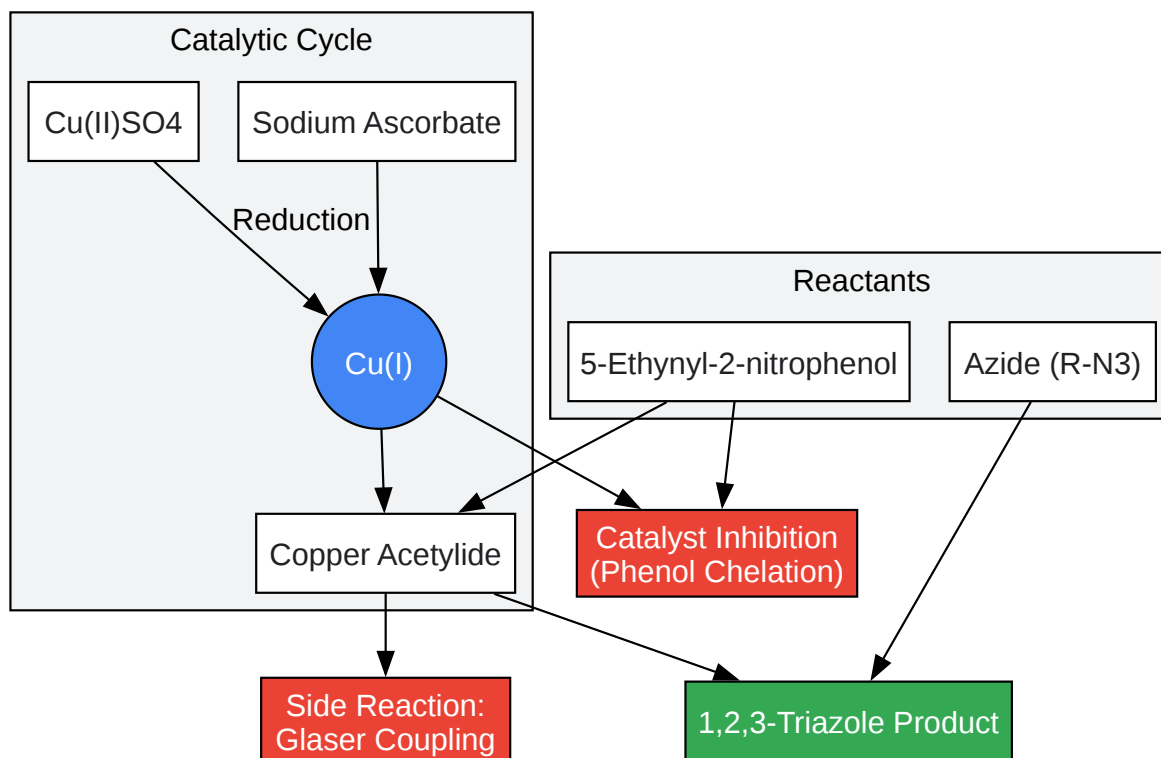 Catalytic Cycle
Cu(II)SO4
Sodium Ascorbate
Reduction
Reactants
Cu(I)
5-Ethynyl-2-nitrophenol
Azide (R-N3)
Copper Acetylide
Catalyst Inhibition
(Phenol Chelation)
Side Reaction:
Glaser Coupling
1,2,3-Triazole Product